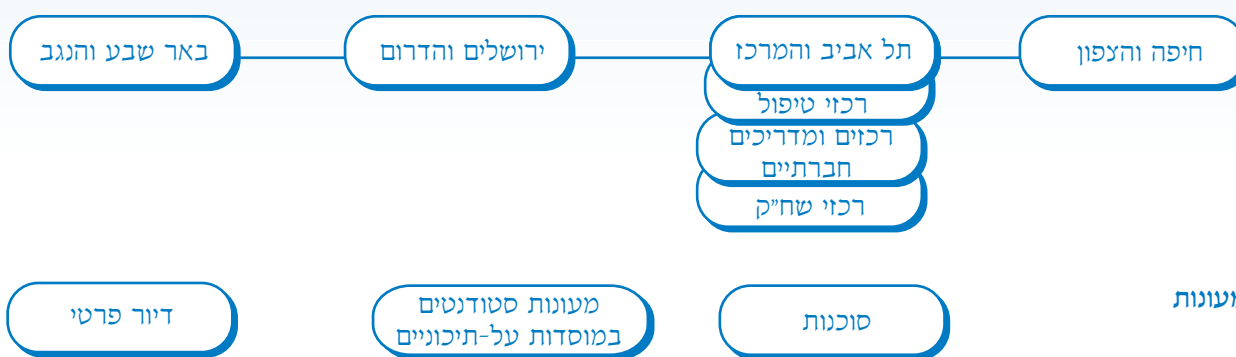 חיפה והצפון
תל אביב והמרכז
ירושלים והדרום
באר שבע והנגב
רכזי טיפול
רכזים ומדריכים
חברתיים
רכזי שח״ק
מעונות
סוכנות
מעונות סטודנטים
במוסדות על-תיכוניים
דיור פרטי